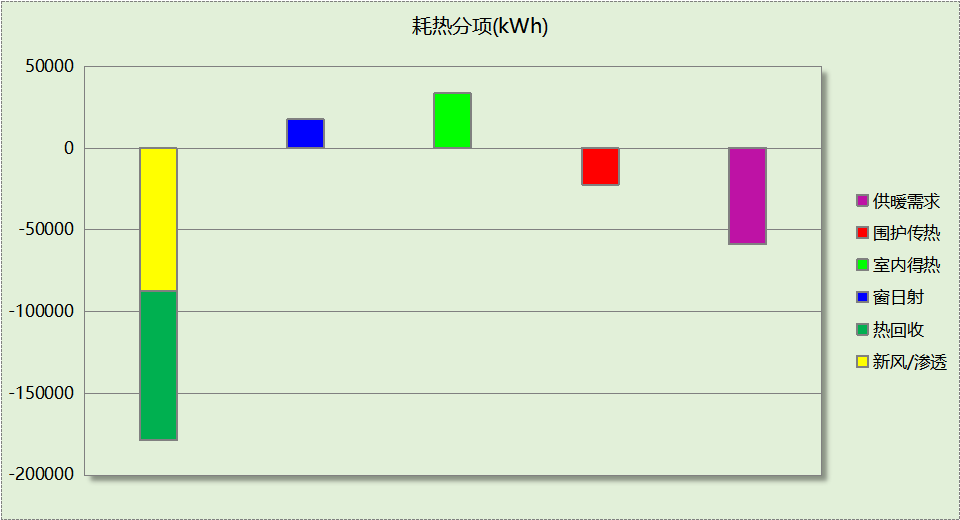 耗热分项(kWh)
50000
0
-50000
-100000
-150000
-200000
供暖需求
围护传热
室内得热
窗日射
热回收
新风/渗透